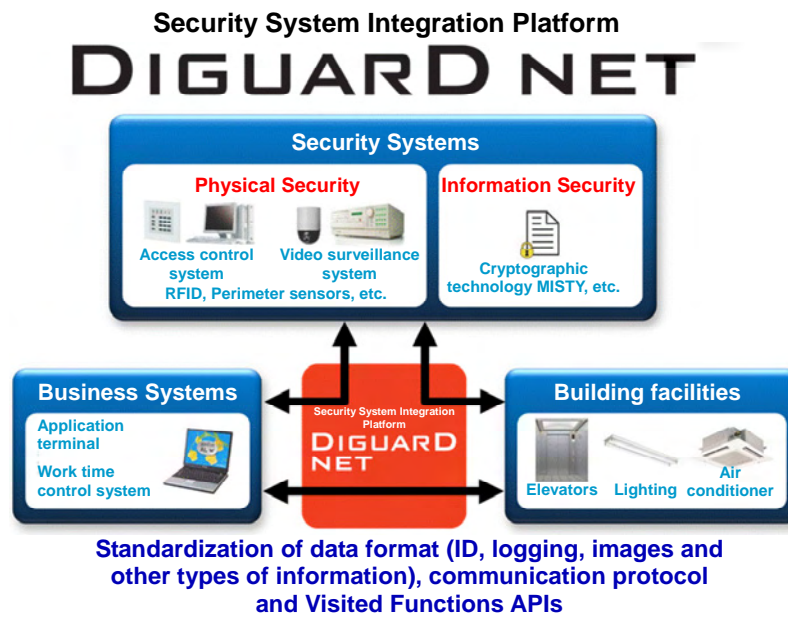 Security System Integration Platform
DIGUARD NET
Security Systems
Physical Security
Access control
system
Video surveillance
system
RFID, Perimeter sensors, etc.
Information Security
Cryptographic
technology MISTY, etc.
Business Systems
Application
terminal
Work time
control system
Security System Integration
Platform
DIGUARD
NET
Building facilities
Elevators
Lighting
Air
conditioner
Standardization of data format (ID, logging, images and
other types of information), communication protocol
and Visited Functions APIs